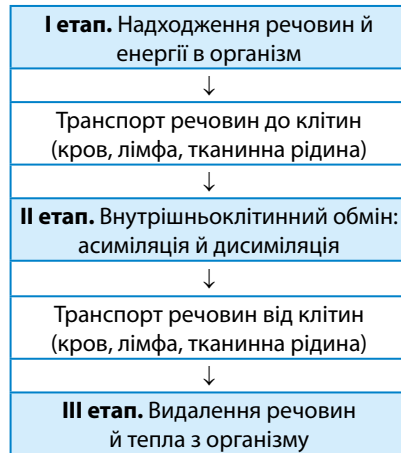 I етап. Надходження речовин й
енергії в організм
↓
Транспорт речовин до клітин
(кров, лімфа, тканинна рідина)
↓
II етап. Внутрішньоклітинний обмін:
асиміляція й дисиміляція
↓
Транспорт речовин від клітин
(кров, лімфа, тканинна рідина)
↓
III етап. Видалення речовин
й тепла з організму